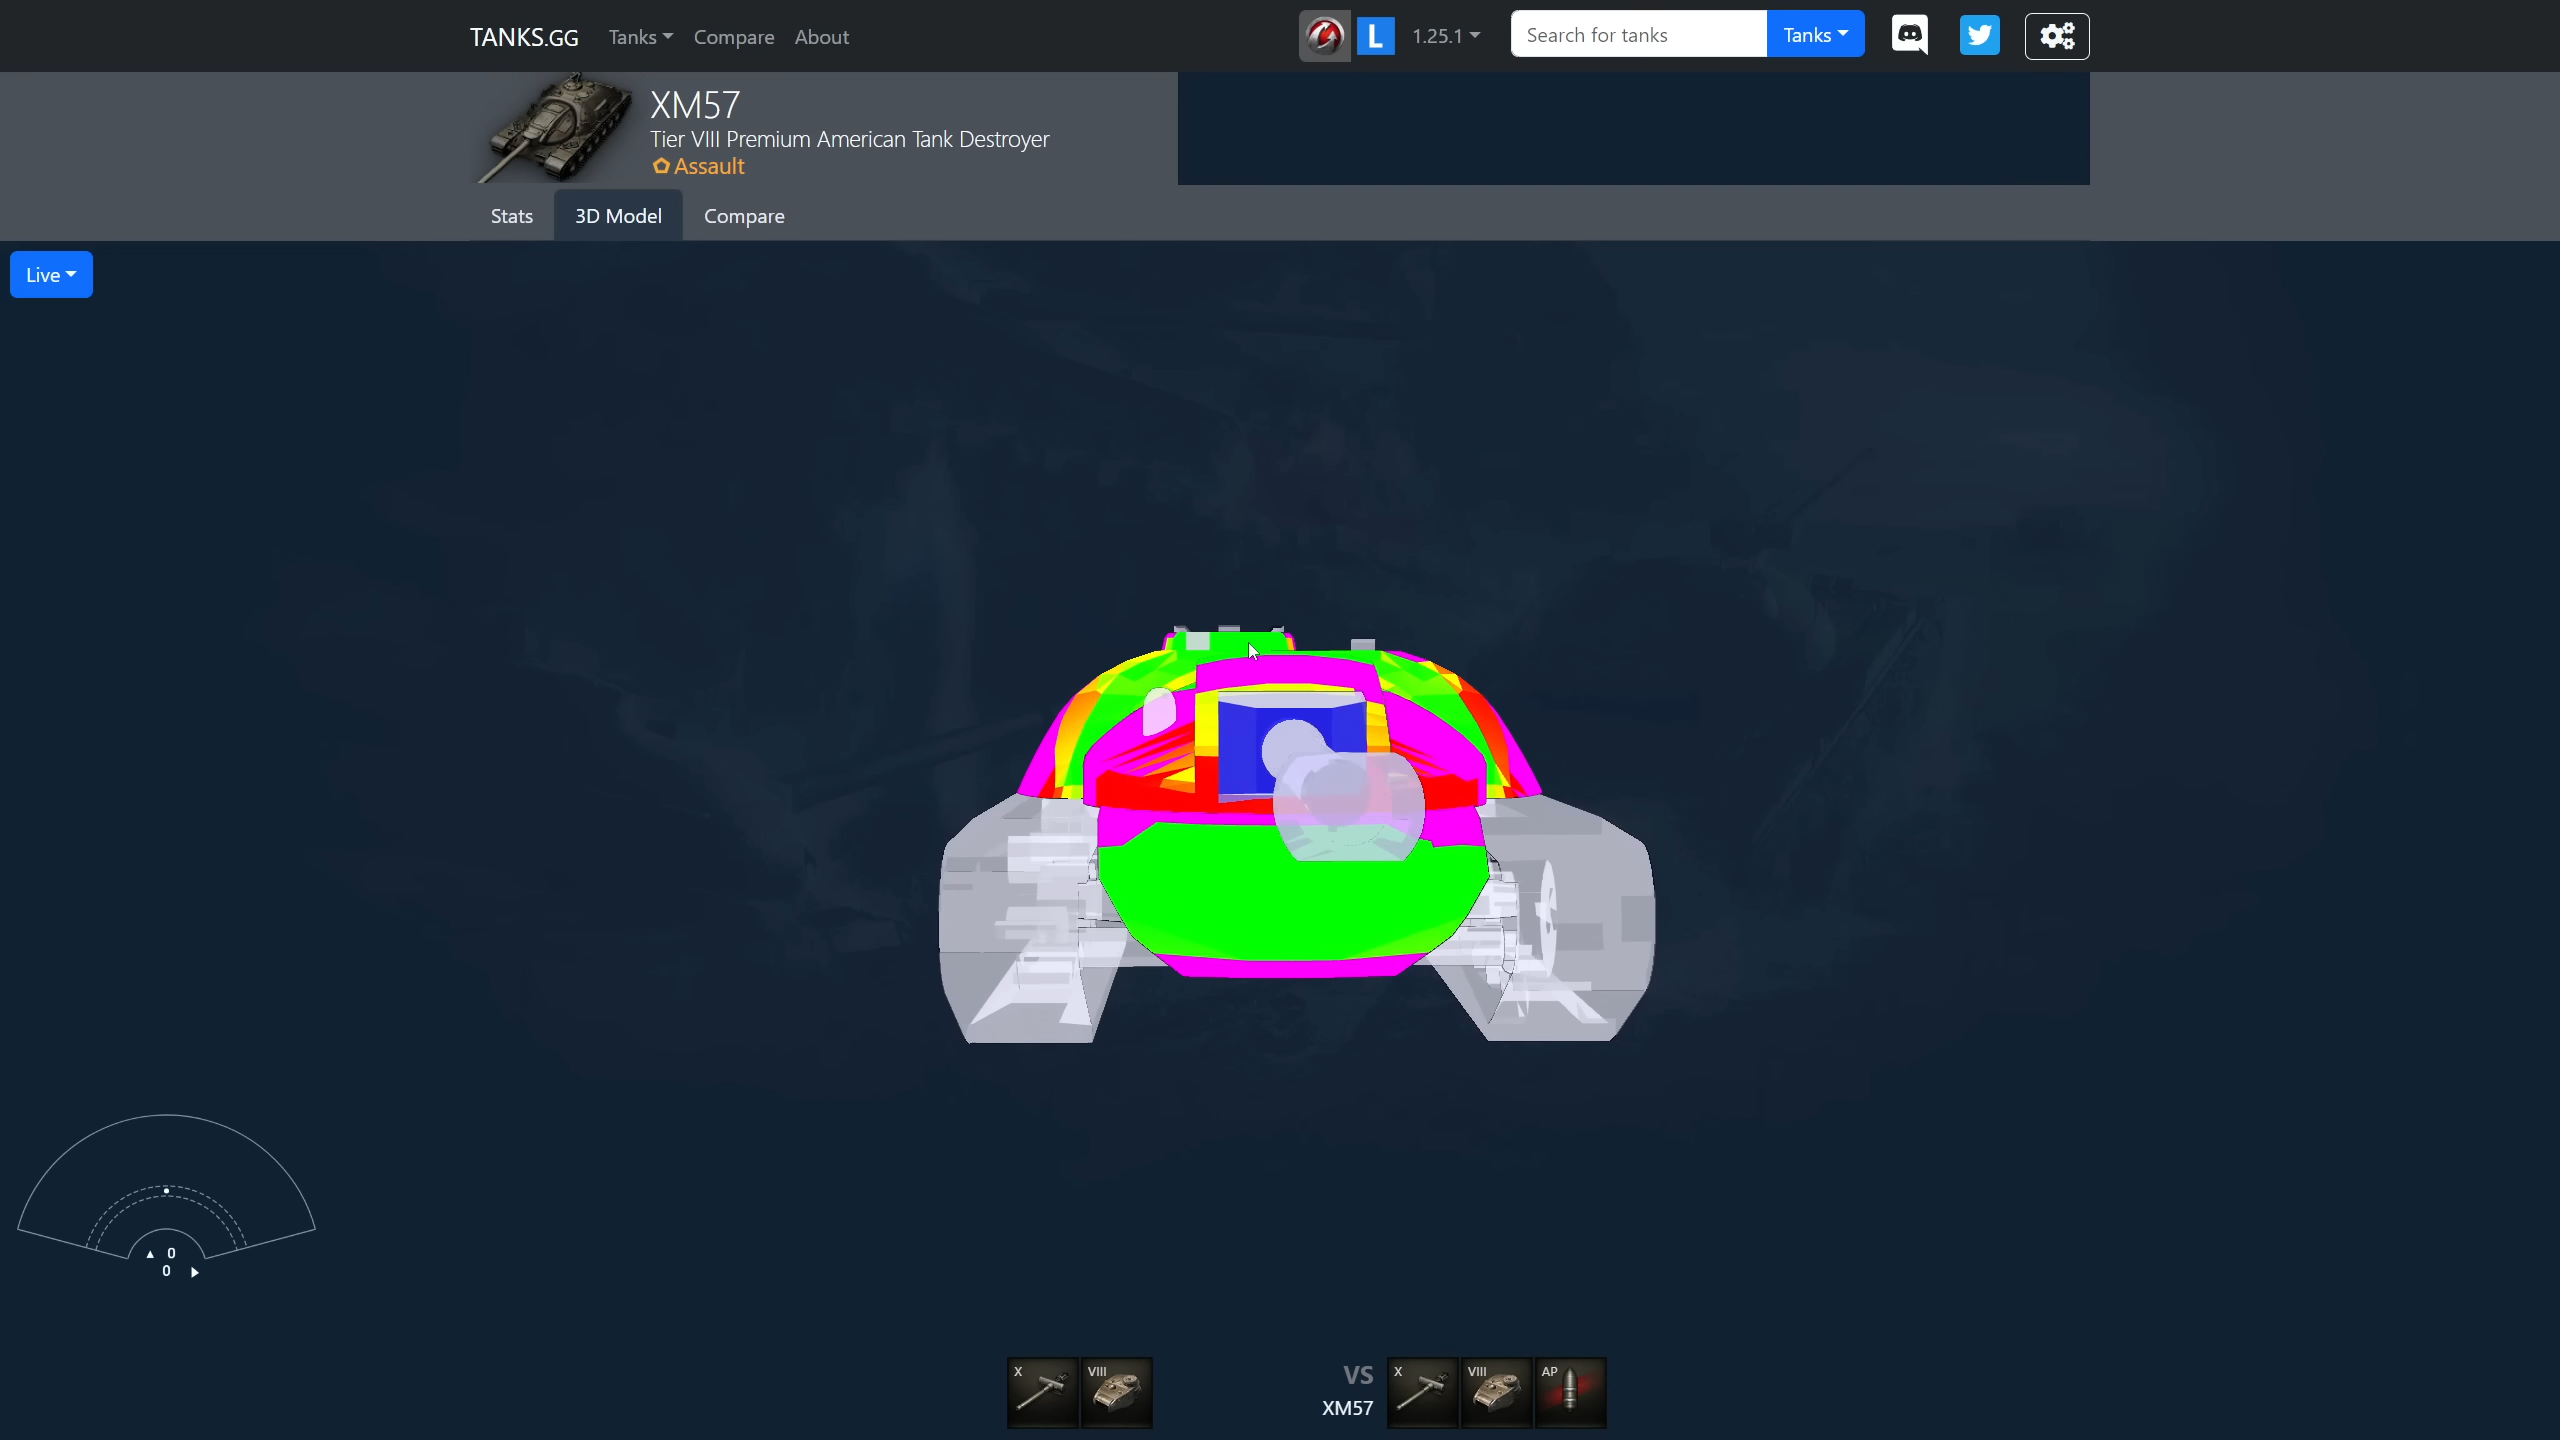 TANKS.GG Tanks Compare About L 1.25.1 Search for tanks Tanks
XM57
Tier VIII Premium American Tank Destroyer
Assault
Stats 3D Model Compare
Live
0
0
X VIII VS X VIII AP
XM57